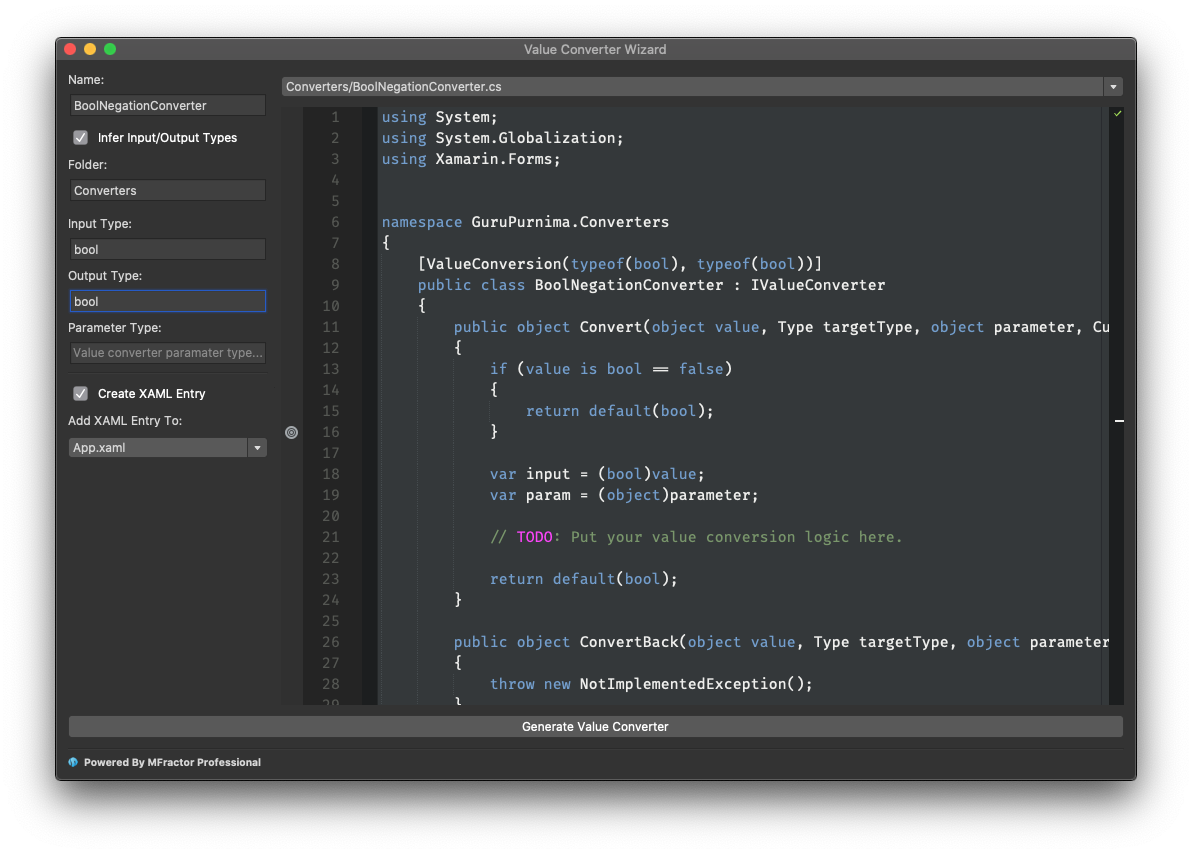 Value Converter Wizard
Name:
BoolNegationConverter
Infer Input/Output Types
Folder:
Converters
Input Type:
bool
Output Type:
bool
Parameter Type:
Value converter paramater type...
Create XAML Entry
Add XAML Entry To:
App.xaml
Converters/BoolNegationConverter.cs
1 using System;
2 using System.Globalization;
3 using Xamarin.Forms;
4
5
6 namespace GuruPurnima.Converters
7 {
8 [ValueConversion(typeof(bool), typeof(bool))]
9 public class BoolNegationConverter : IValueConverter
10 {
11 public object Convert(object value, Type targetType, object parameter, Cu
12 {
13 if (value is bool == false)
14 {
15 return default(bool);
16 }
17
18 var input = (bool)value;
19 var param = (object)parameter;
20
21 // TODO: Put your value conversion logic here.
22
23 return default(bool);
24 }
25
26 public object ConvertBack(object value, Type targetType, object parameter
27 {
28 throw new NotImplementedException();
29 }
Generate Value Converter
Powered By MFractor Professional